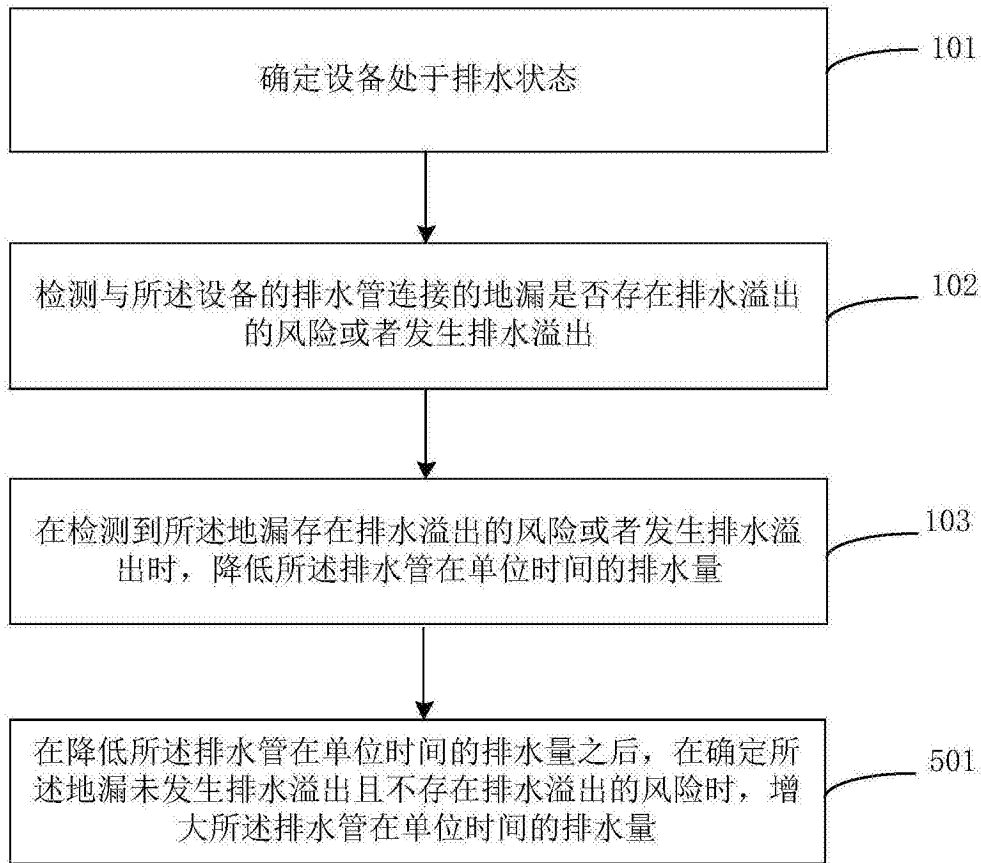 确定设备处于排水状态
101
检测与所述设备的排水管连接的地漏是否存在排水溢出
的风险或者发生排水溢出
102
在检测到所述地漏存在排水溢出的风险或者发生排水溢
出时，降低所述排水管在单位时间的排水量
103
在降低所述排水管在单位时间的排水量之后，在确定所
述地漏未发生排水溢出且不存在排水溢出的风险时，增
大所述排水管在单位时间的排水量
501